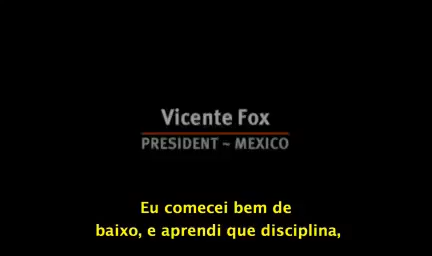 Vicente Fox
PRESIDENT ~ MEXICO
Eu comecei bem de
baixo, e aprendi que disciplina,